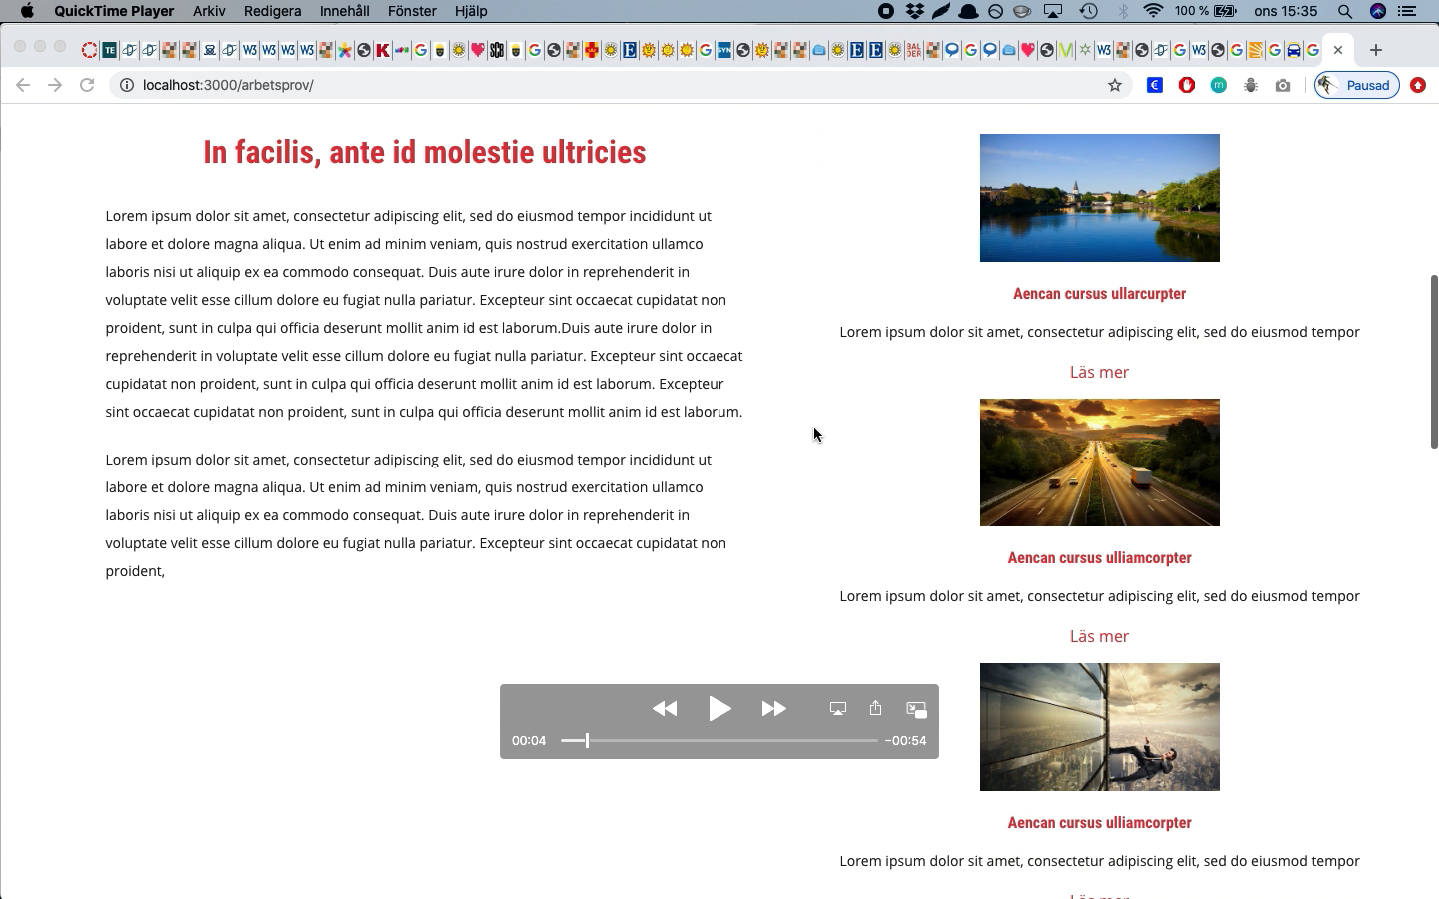 QuickTime Player Arkiv Redigera Innehåll Fönster Hjälp 100 % ons 15:35
localhost:3000/arbetsprov/ Pausad
In facilis, ante id molestie ultricies
Lorem ipsum dolor sit amet, consectetur adipiscing elit, sed do eiusmod tempor incididunt ut
labore et dolore magna aliqua. Ut enim ad minim veniam, quis nostrud exercitation ullamco
laboris nisi ut aliquip ex ea commodo consequat. Duis aute irure dolor in reprehenderit in
voluptate velit esse cillum dolore eu fugiat nulla pariatur. Excepteur sint occaecat cupidatat non
proident, sunt in culpa qui officia deserunt mollit anim id est laborum.Duis aute irure dolor in
reprehenderit in voluptate velit esse cillum dolore eu fugiat nulla pariatur. Excepteur sint occaecat
cupidatat non proident, sunt in culpa qui officia deserunt mollit anim id est laborum. Excepteur
sint occaecat cupidatat non proident, sunt in culpa qui officia deserunt mollit anim id est laborum.
Lorem ipsum dolor sit amet, consectetur adipiscing elit, sed do eiusmod tempor incididunt ut
labore et dolore magna aliqua. Ut enim ad minim veniam, quis nostrud exercitation ullamco
laboris nisi ut aliquip ex ea commodo consequat. Duis aute irure dolor in reprehenderit in
voluptate velit esse cillum dolore eu fugiat nulla pariatur. Excepteur sint occaecat cupidatat non
proident,
Aencan cursus ullarcurpter
Lorem ipsum dolor sit amet, consectetur adipiscing elit, sed do eiusmod tempor
Läs mer
Aencan cursus ulliamcorpter
Lorem ipsum dolor sit amet, consectetur adipiscing elit, sed do eiusmod tempor
Läs mer
Aencan cursus ulliamcorpter
Lorem ipsum dolor sit amet, consectetur adipiscing elit, sed do eiusmod tempor
00:04 −00:54